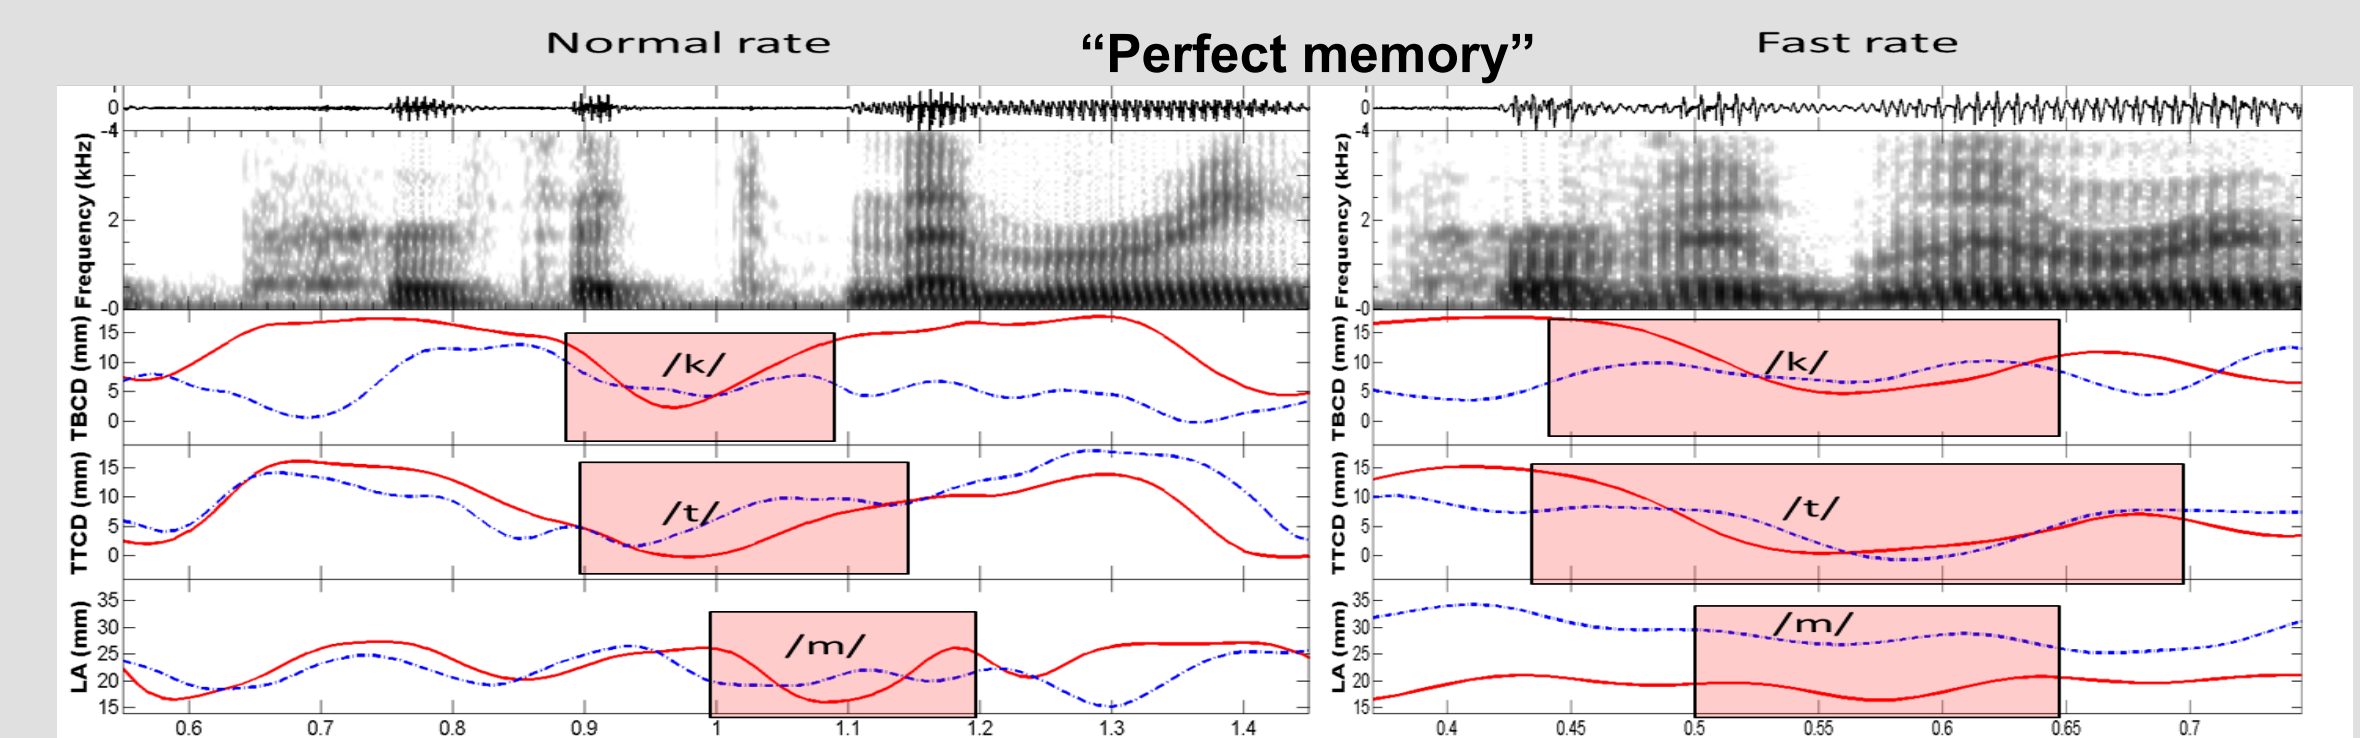 Normal rate
“Perfect memory”
Fast rate
0
-4
Frequency (kHz)
2
-0
TBCD (mm)
15
10
5
0
/k/
TTCD (mm)
15
10
5
0
/t/
LA (mm)
35
30
25
20
15
/m/
0.6 0.7 0.8 0.9 1 1.1 1.2 1.3 1.4
0
-4
Frequency (kHz)
2
-0
TBCD (mm)
15
10
5
0
/k/
TTCD (mm)
15
10
5
0
/t/
LA (mm)
35
30
25
20
15
/m/
0.4 0.45 0.5 0.55 0.6 0.65 0.7